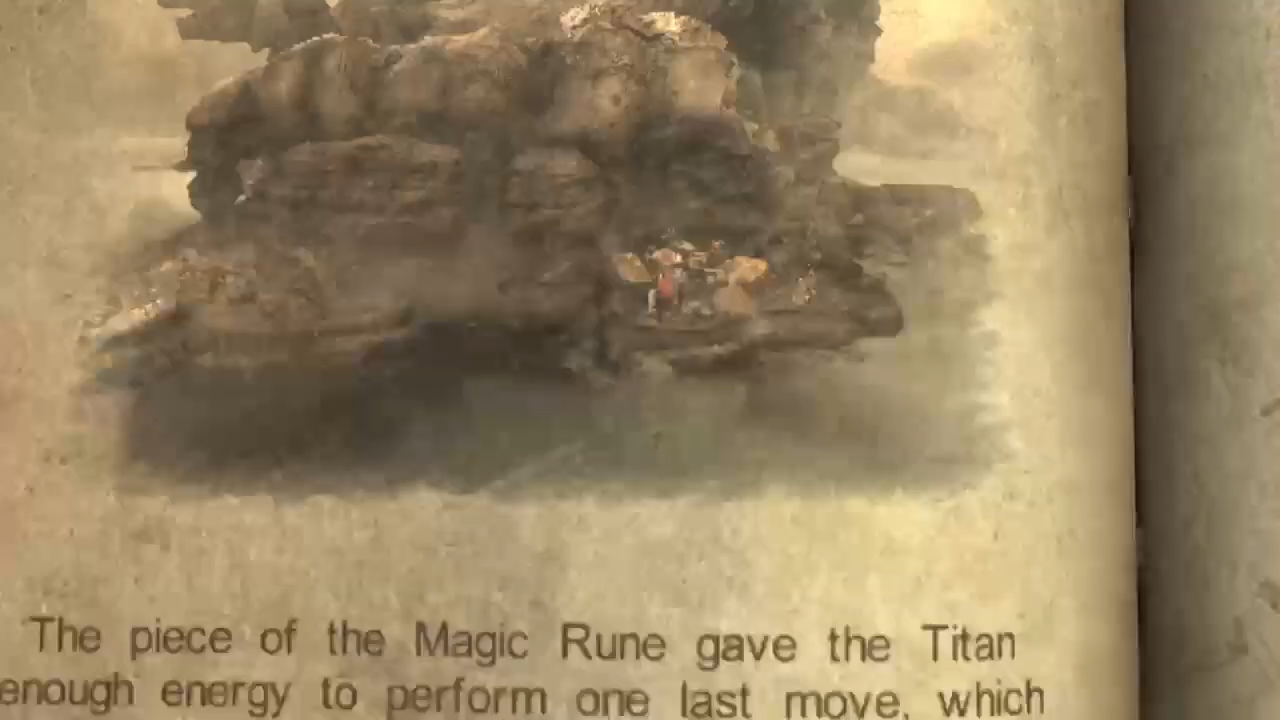 The piece of the Magic Rune gave the Titan
enough energy to perform one last move, which